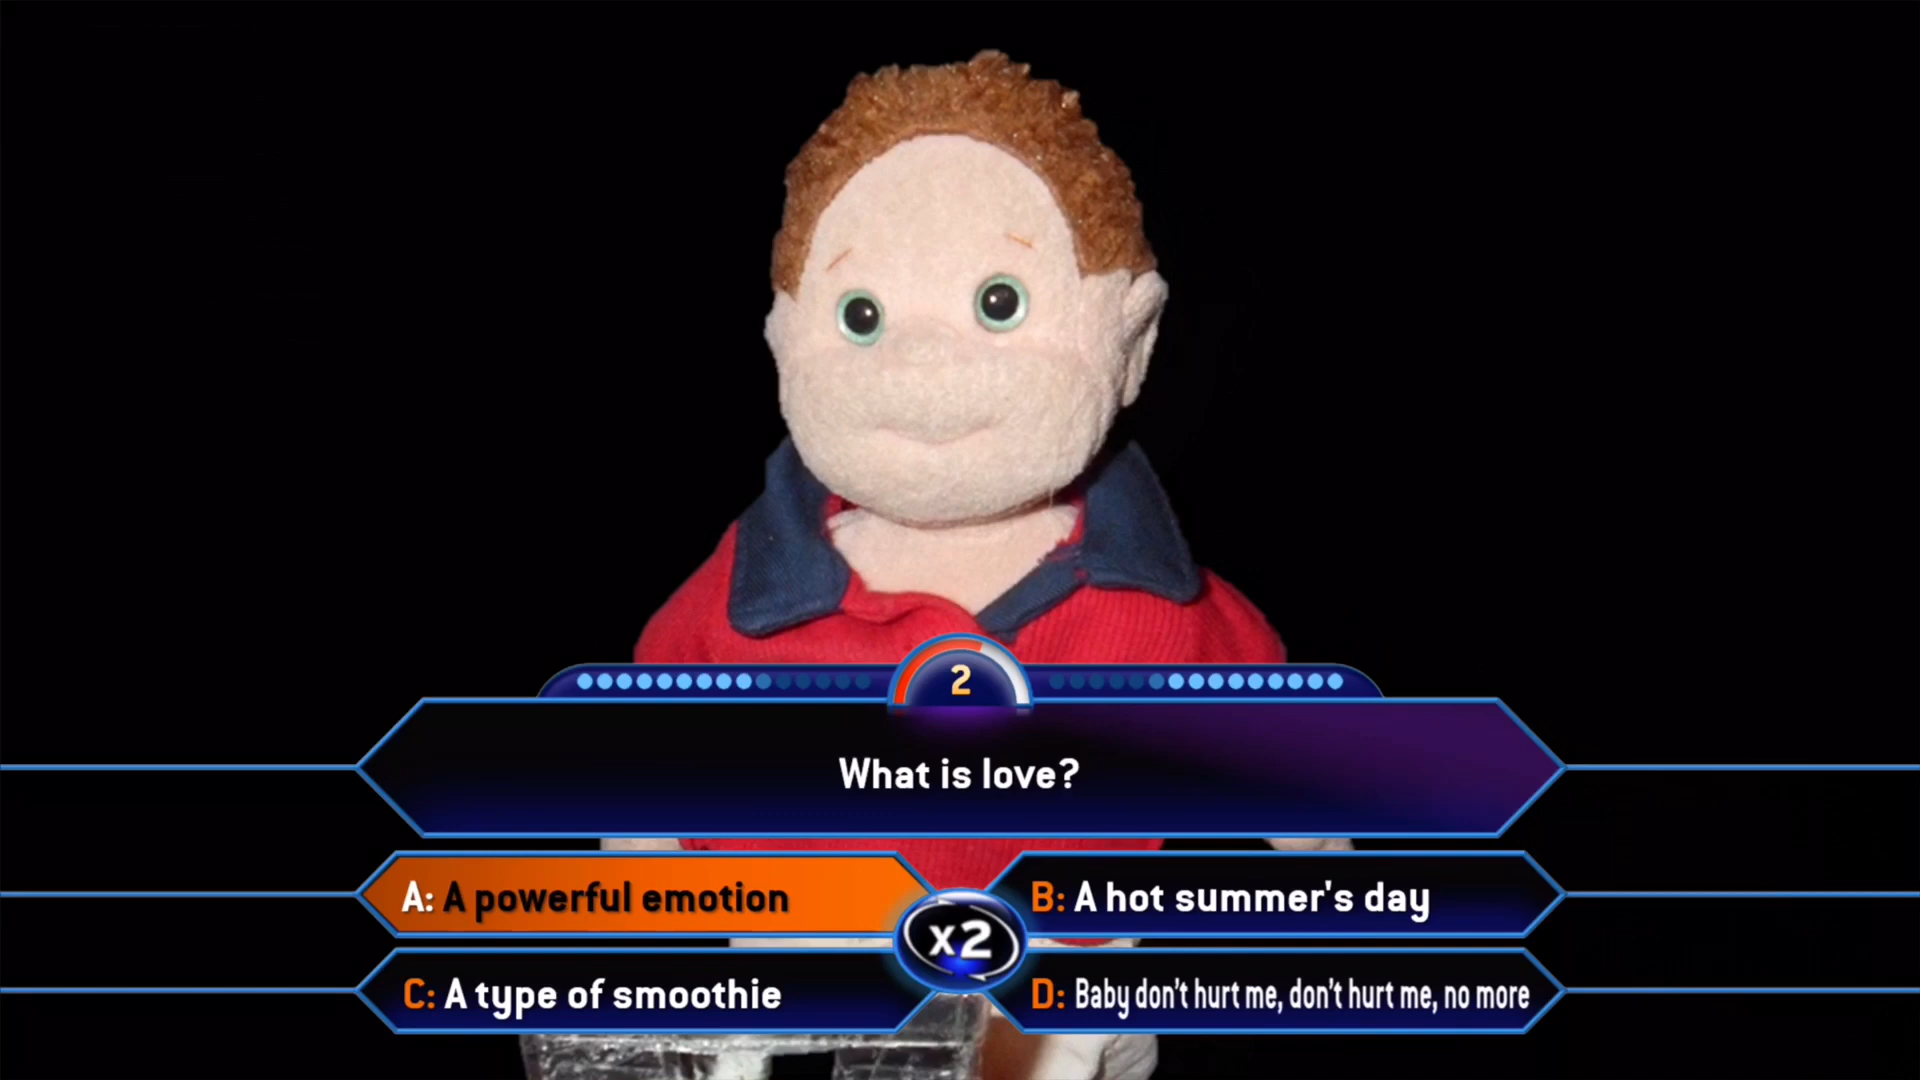 2
What is love?
A: A powerful emotion
B: A hot summer's day
x2
C: A type of smoothie
D: Baby don't hurt me, don't hurt me, no more